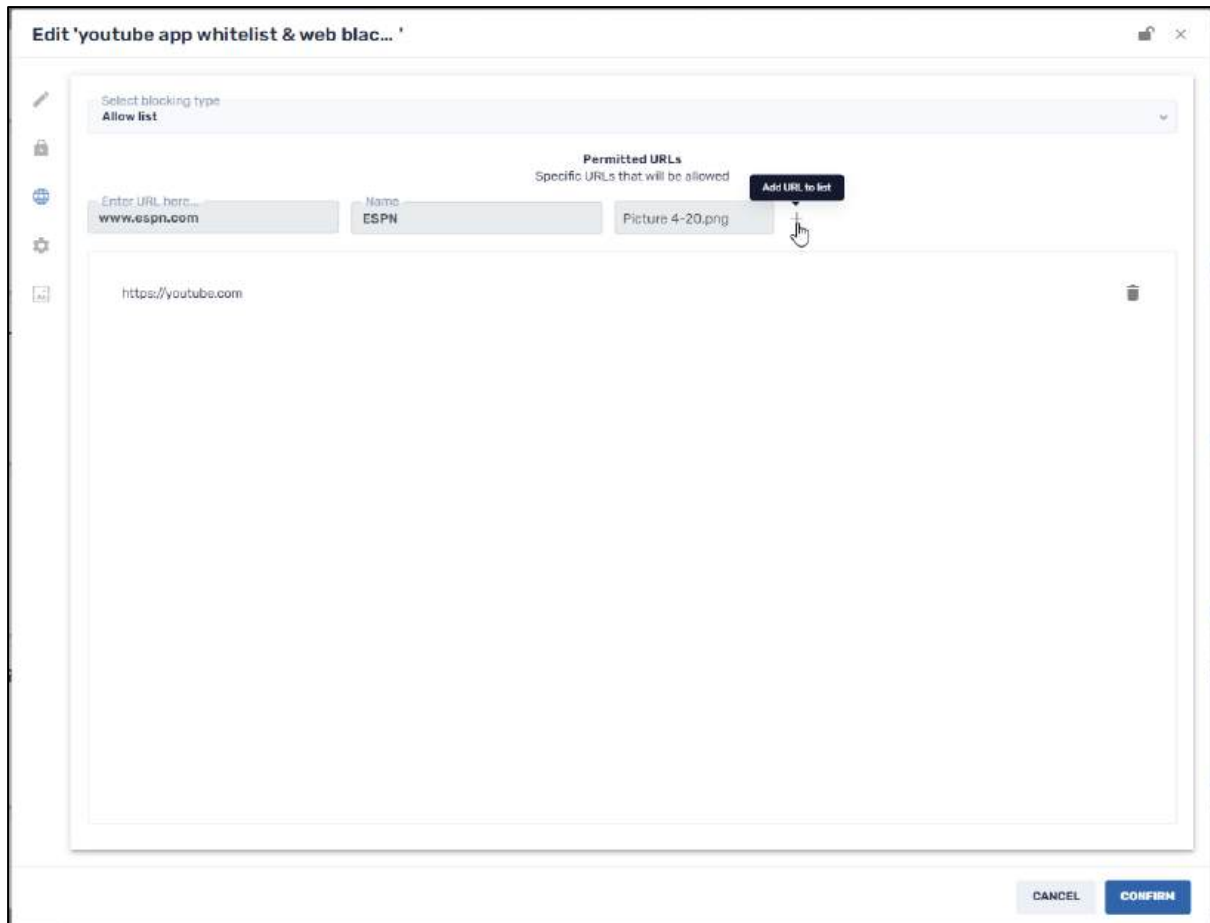 Edit 'youtube app whitelist & web blac... '
Select blocking type
Allow list
Permitted URLs
Specific URLs that will be allowed
Add URL to list
Enter URL here...
www.espn.com
Name
ESPN
Picture 4-20.png
https://youtube.com
CANCEL
CONFIRM